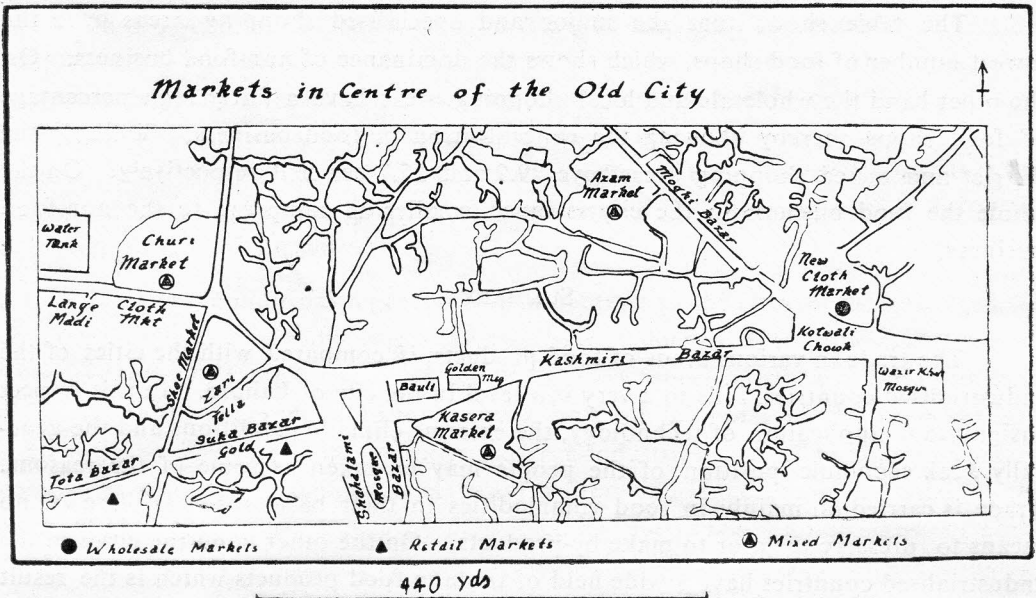 Markets in Centre of the Old City
Water
Tank
Churi
Market
Lange
Madi
Cloth
Mkt
Shoe Market
Zari
Tella
Suka Bazar
Gold
Tota Bazar
Azam
Market
Modhi Bazar
New
Cloth
Market
Kotwali
Chowk
Kashmiri Bazar
Golden
Msq
Bauli
Kasera
Market
Shahalami
Mosque
Bazar
Wazir Khan
Mosque
Wholesale Markets
Retail Markets
Mixed Markets
440 yds